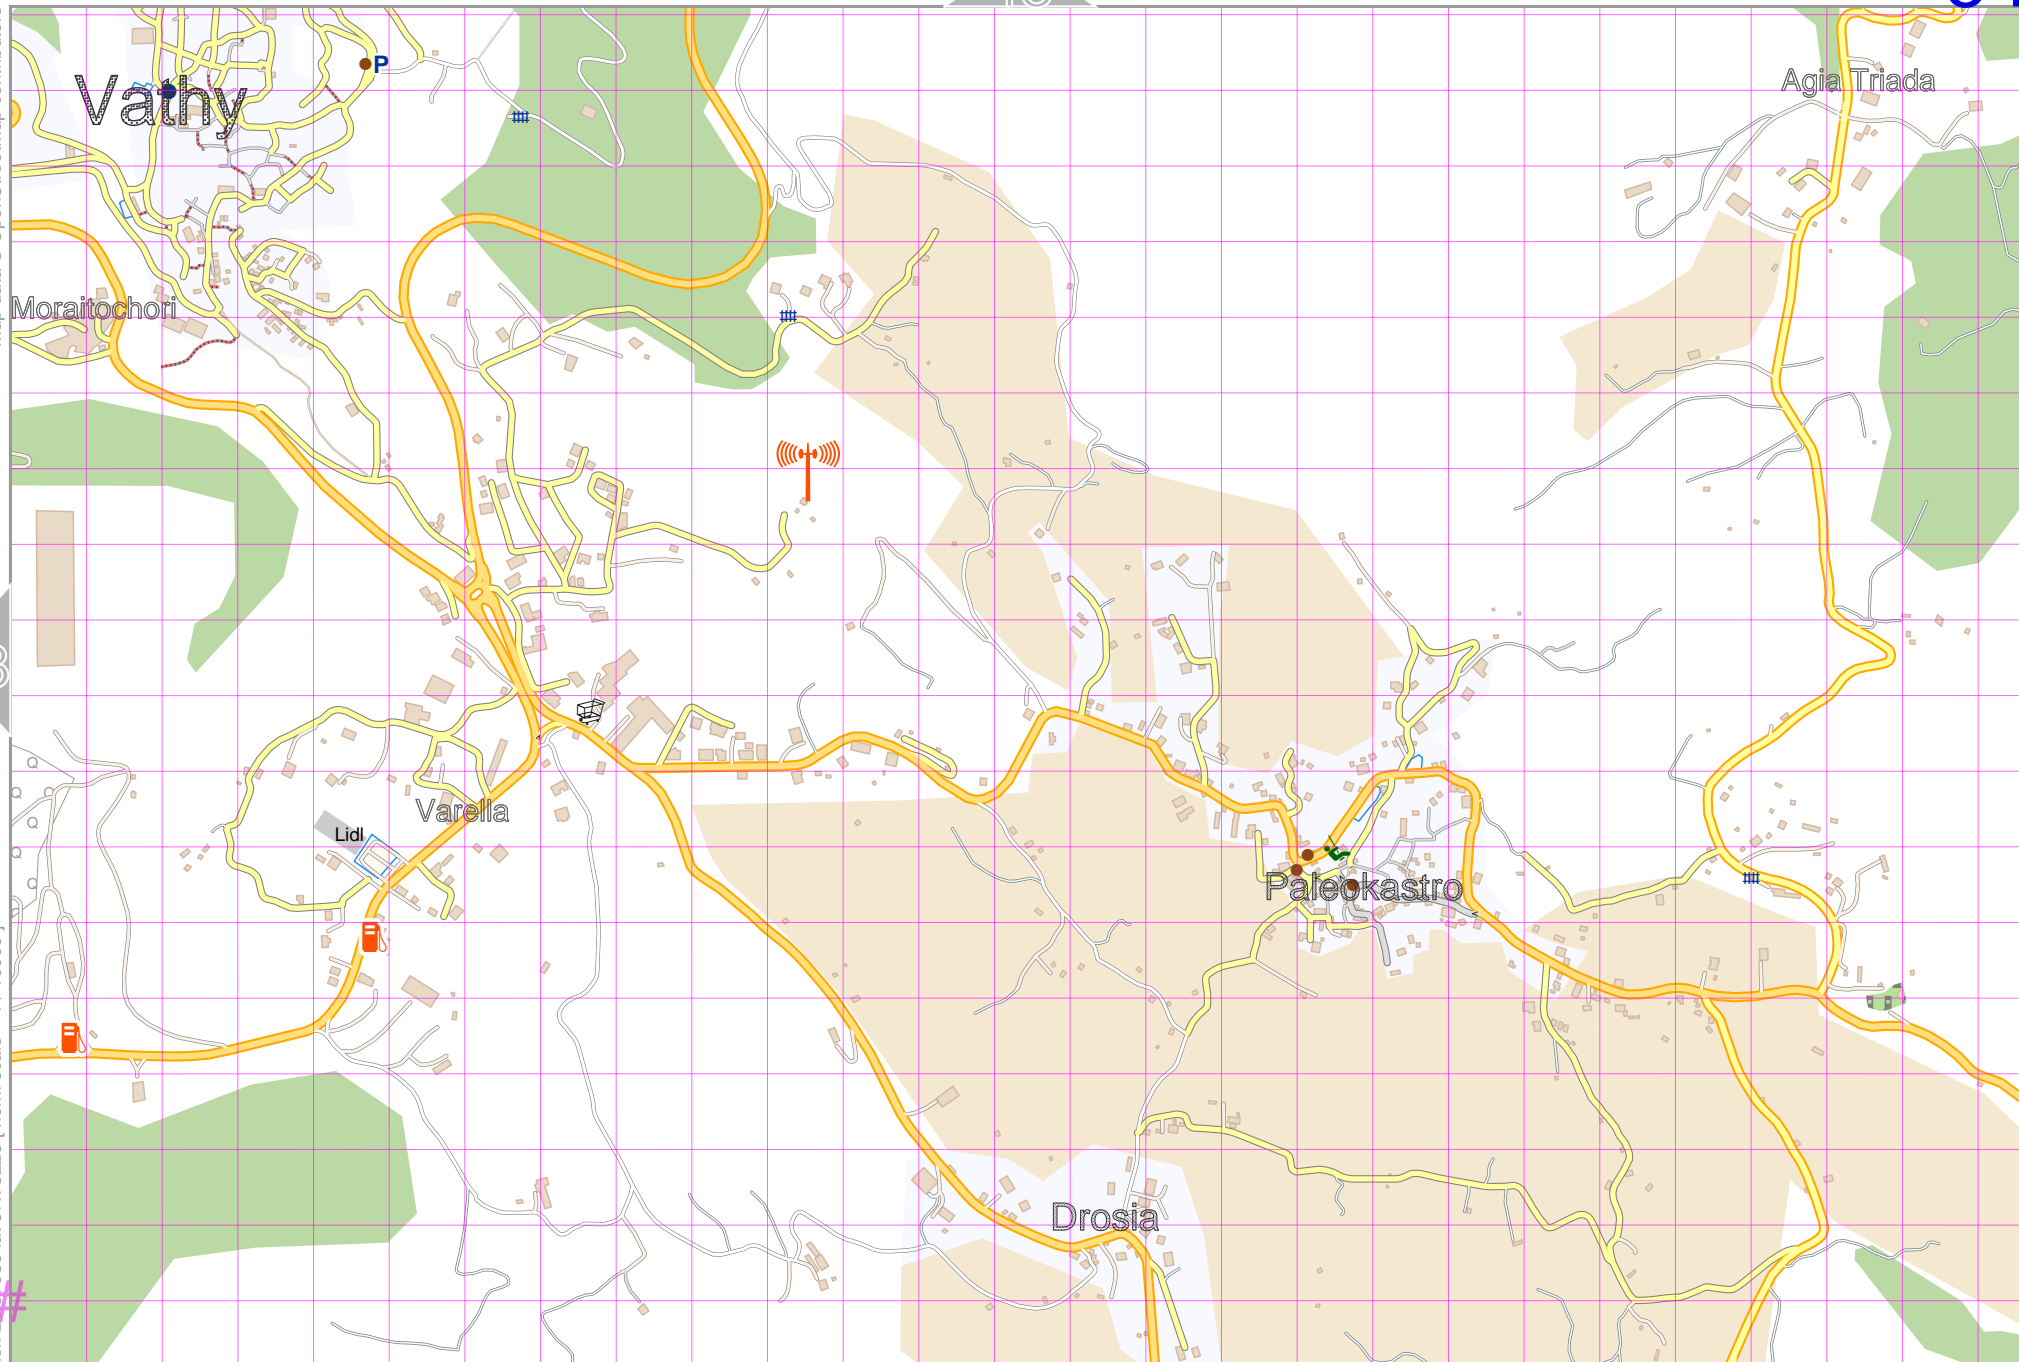 P
Vathy
Agia Triada
Moraitochori
Varella
Lidl
Q
Q
Q
Q
Q
Q
Paleokastro
Drosia
#